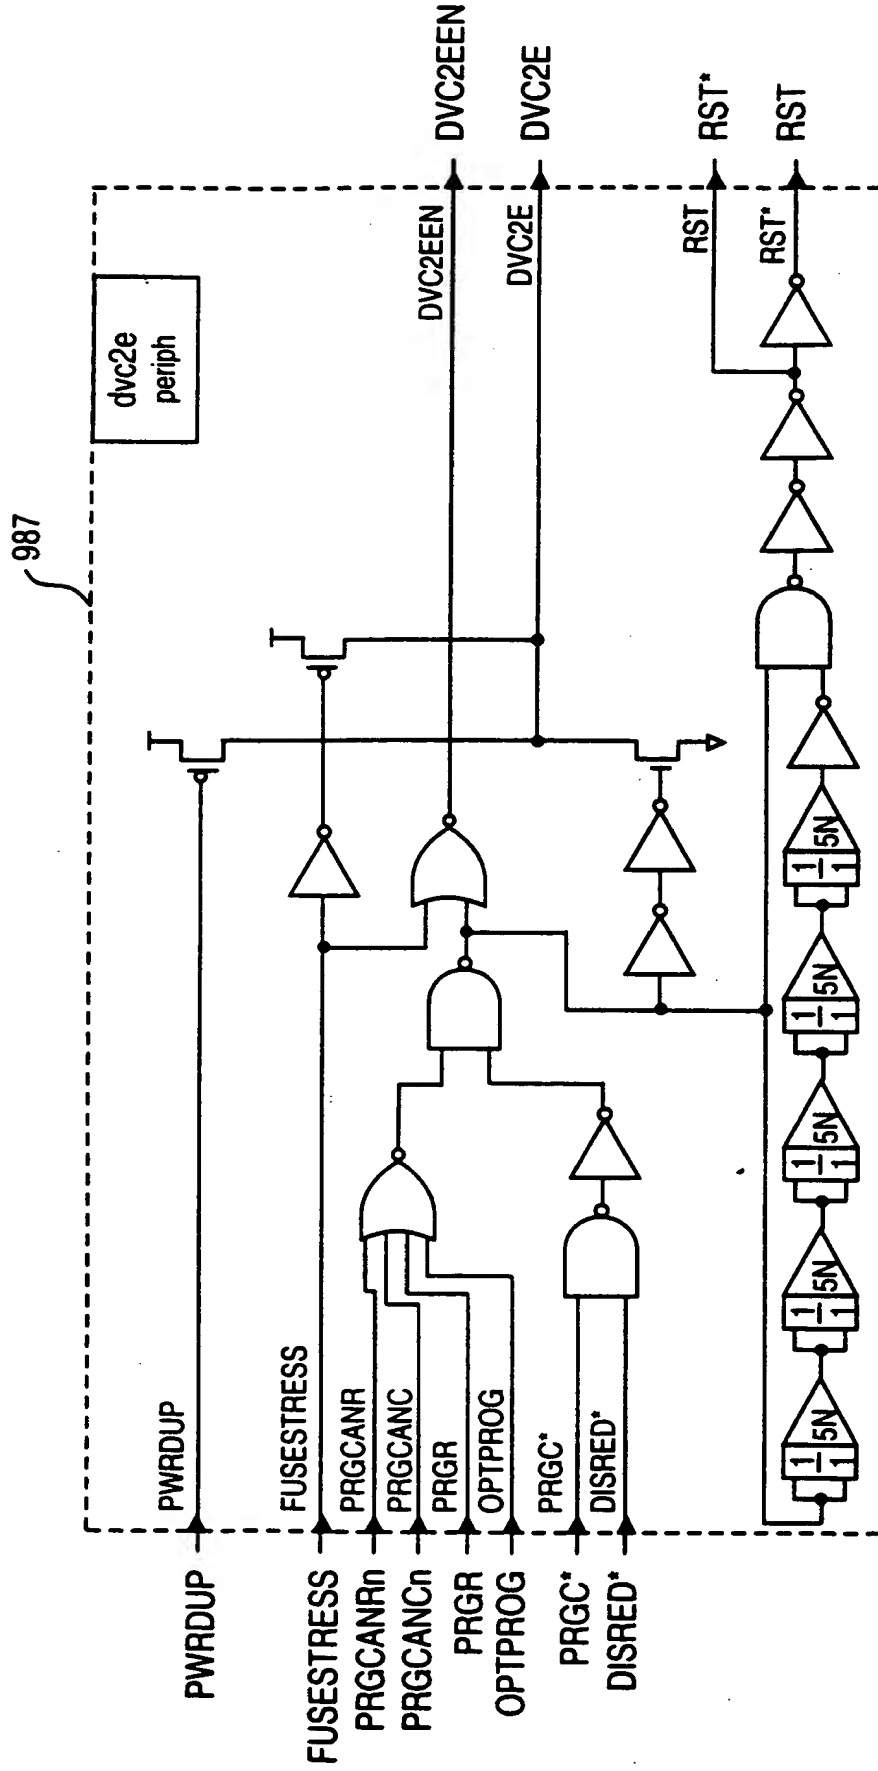 987
dvc2e
periph
PWRDUP
PWRDUP
FUSESTRESS
FUSESTRESS
PRGCANRn
PRGCANR
PRGCANCn
PRGCANC
PRGR
PRGR
OPTPROG
OPTPROG
PRGC*
PRGC*
DISRED*
DISRED*
DVC2EEN
DVC2EEN
DVC2E
DVC2E
RST
RST*
RST*
RST
1
1
5N
1
1
5N
1
1
5N
1
1
5N
1
1
5N